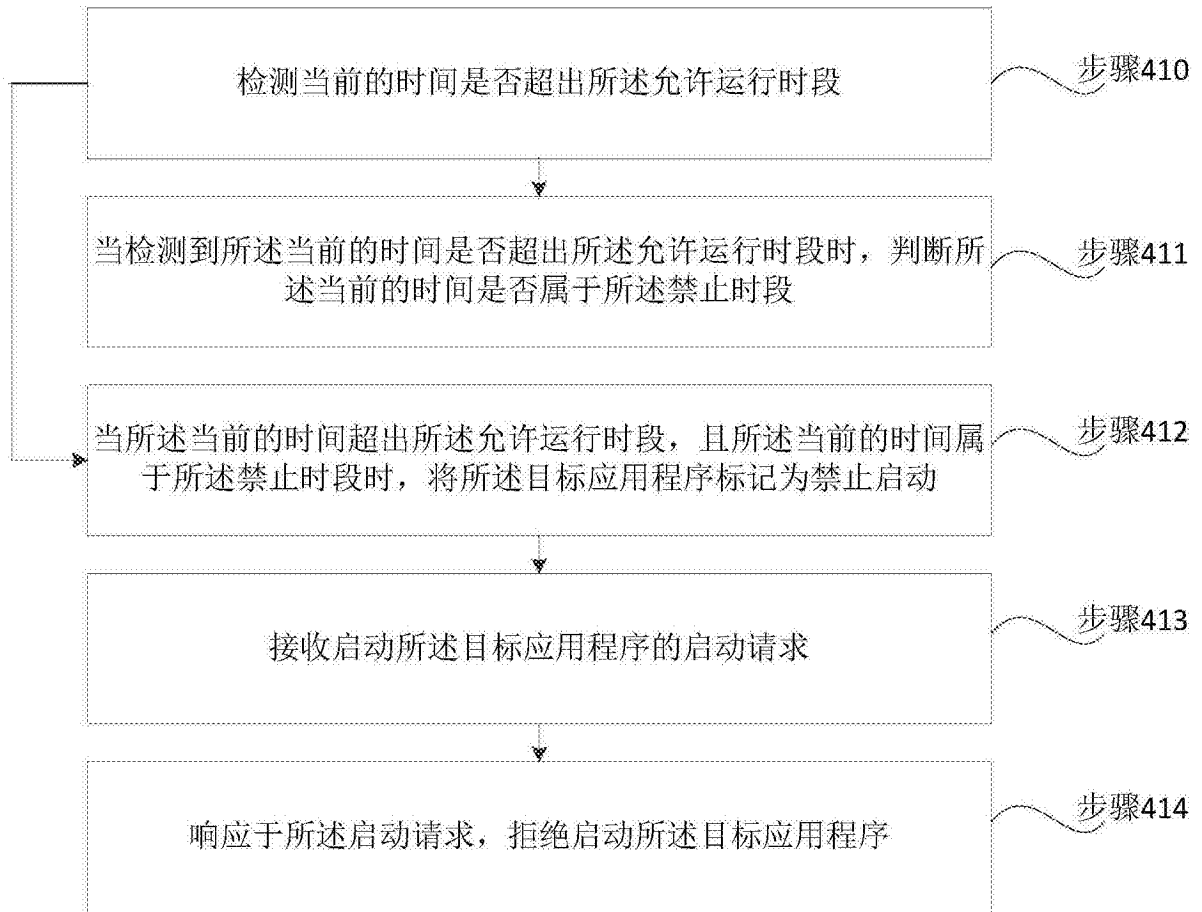 检测当前的时间是否超出所述允许运行时段
步骤410
当检测到所述当前的时间是否超出所述允许运行时段时，判断所
述当前的时间是否属于所述禁止时段
步骤411
当所述当前的时间超出所述允许运行时段，且所述当前的时间属
于所述禁止时段时，将所述目标应用程序标记为禁止启动
步骤412
接收启动所述目标应用程序的启动请求
步骤413
响应于所述启动请求，拒绝启动所述目标应用程序
步骤414